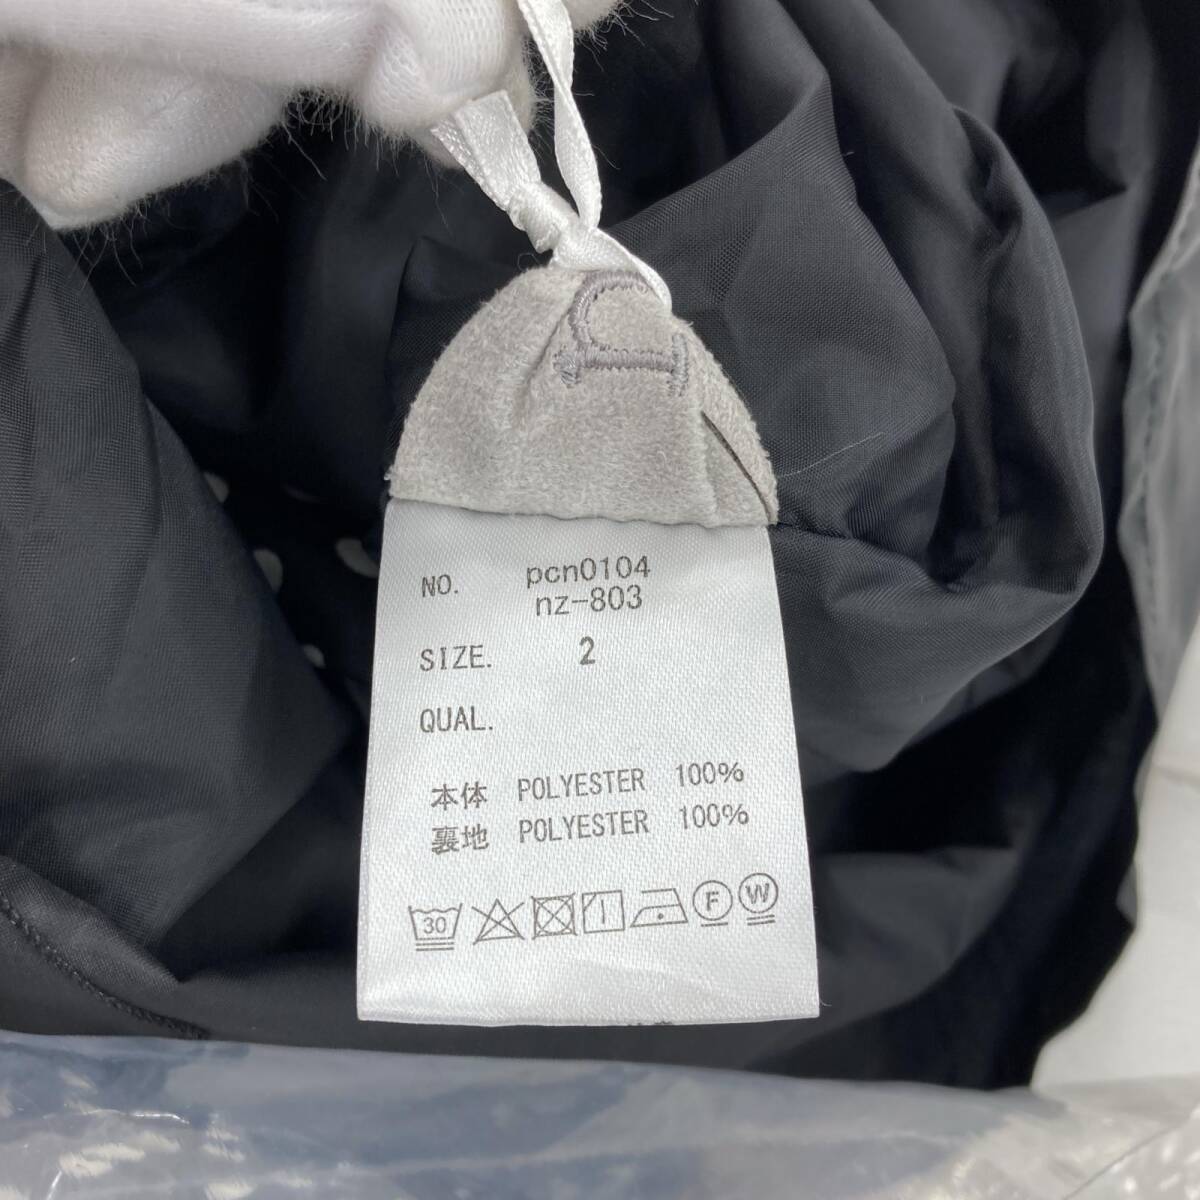 NO. pcn0104
nz-803
SIZE. 2
QUAL.
本体 POLYESTER 100%
裏地 POLYESTER 100%
30 F W